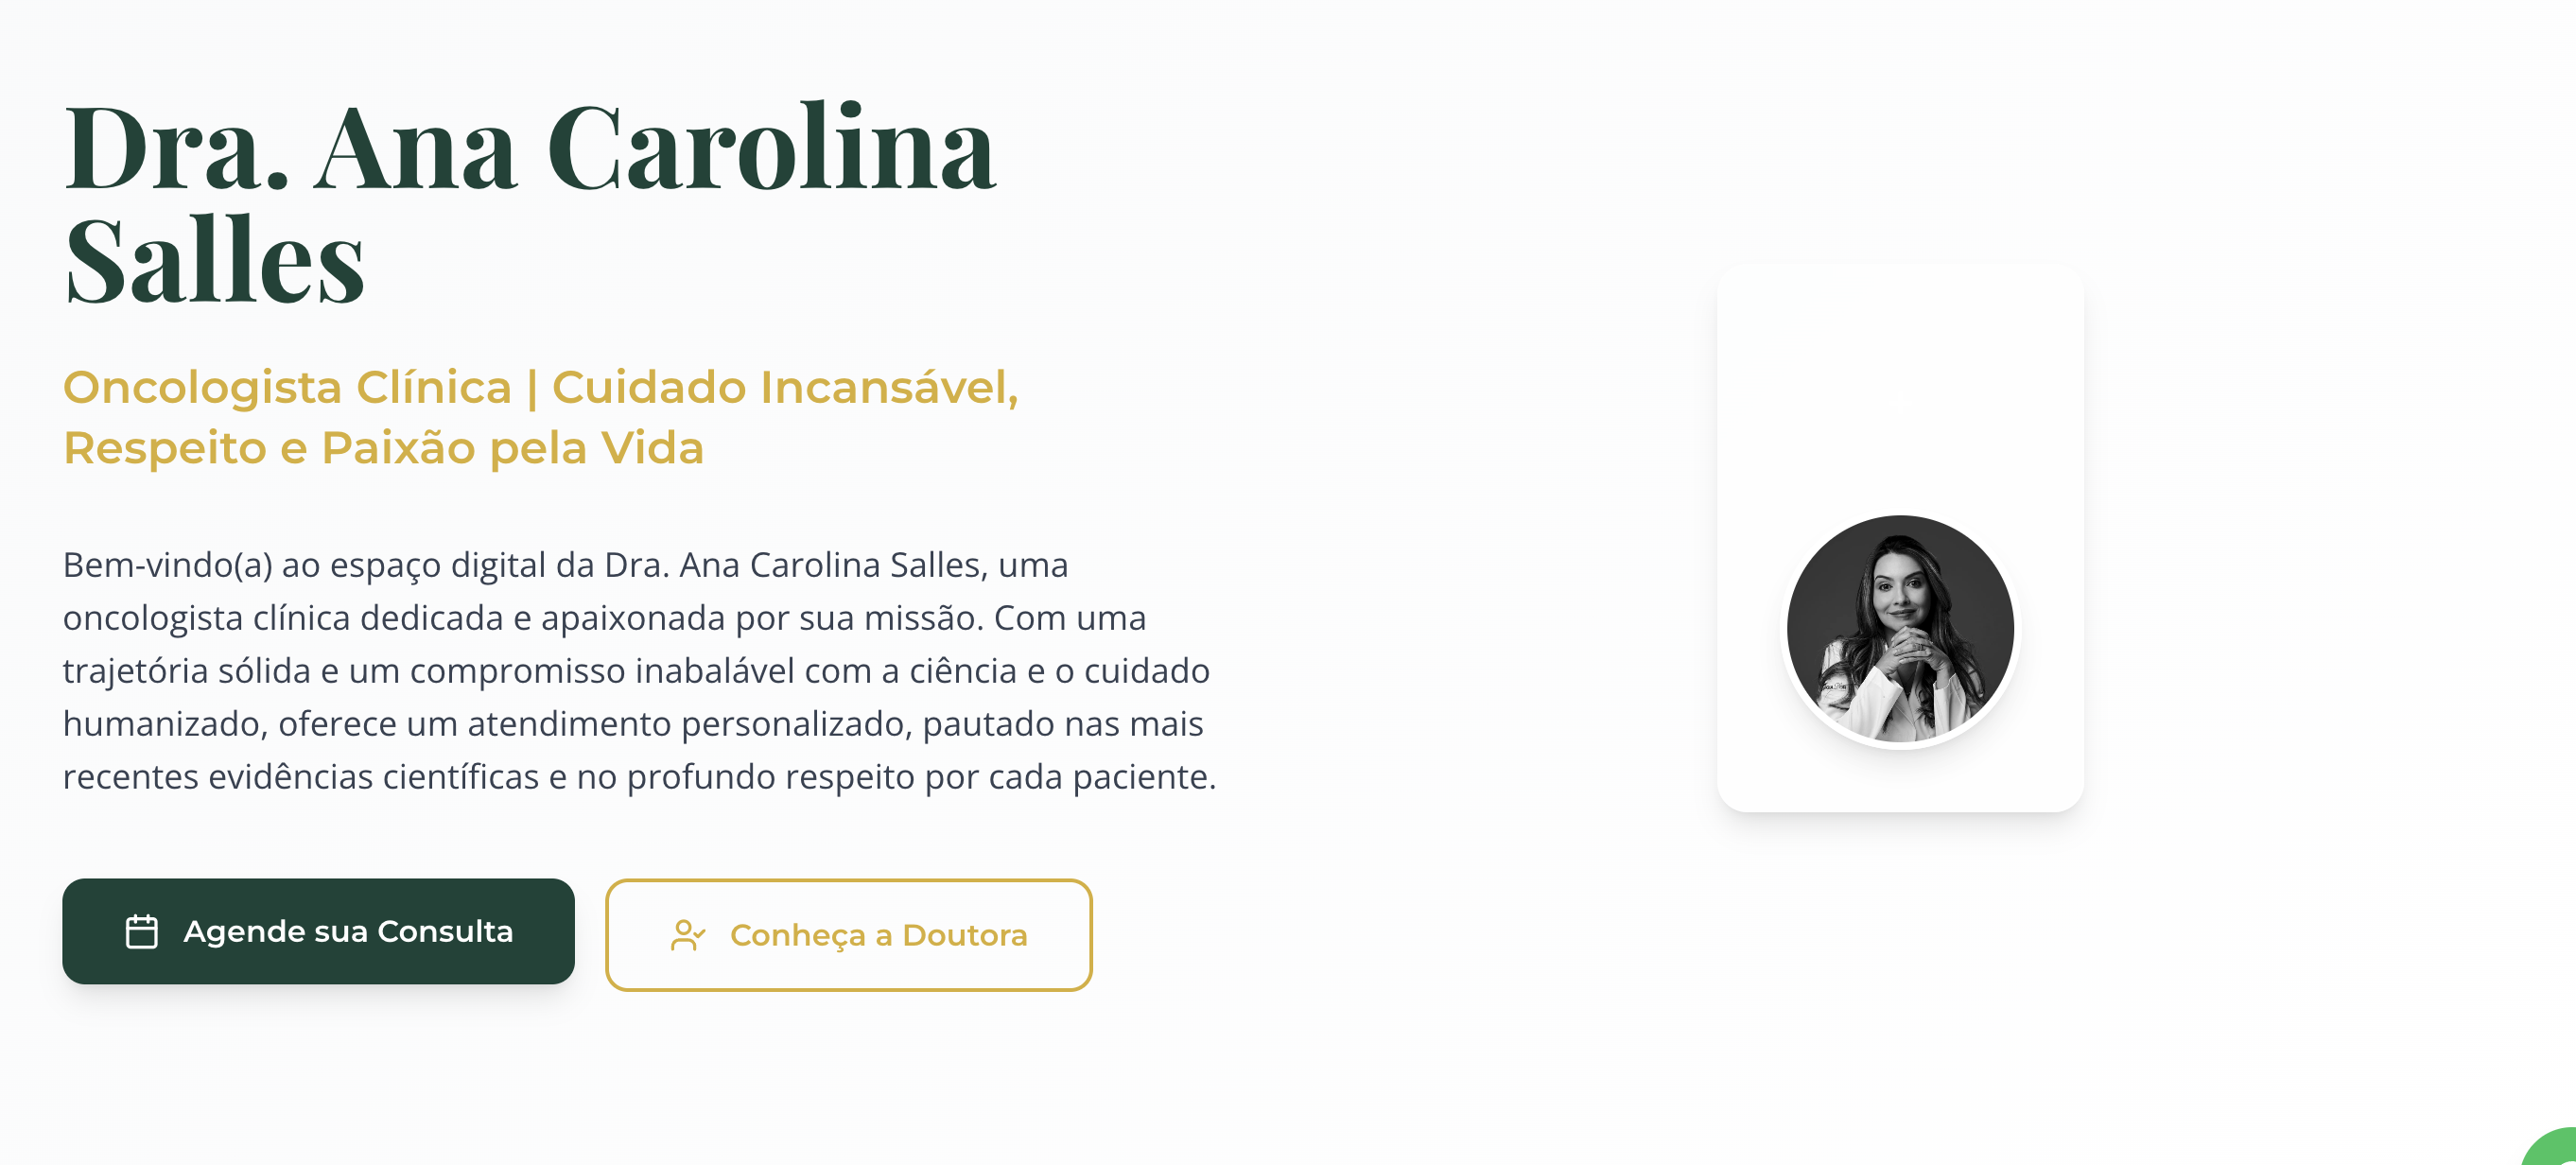 Dra. Ana Carolina
Salles
Oncologista Clínica | Cuidado Incansável,
Respeito e Paixão pela Vida
Bem-vindo(a) ao espaço digital da Dra. Ana Carolina Salles, uma
oncologista clínica dedicada e apaixonada por sua missão. Com uma
trajetória sólida e um compromisso inabalável com a ciência e o cuidado
humanizado, oferece um atendimento personalizado, pautado nas mais
recentes evidências científicas e no profundo respeito por cada paciente.
Agende sua Consulta
Conheça a Doutora